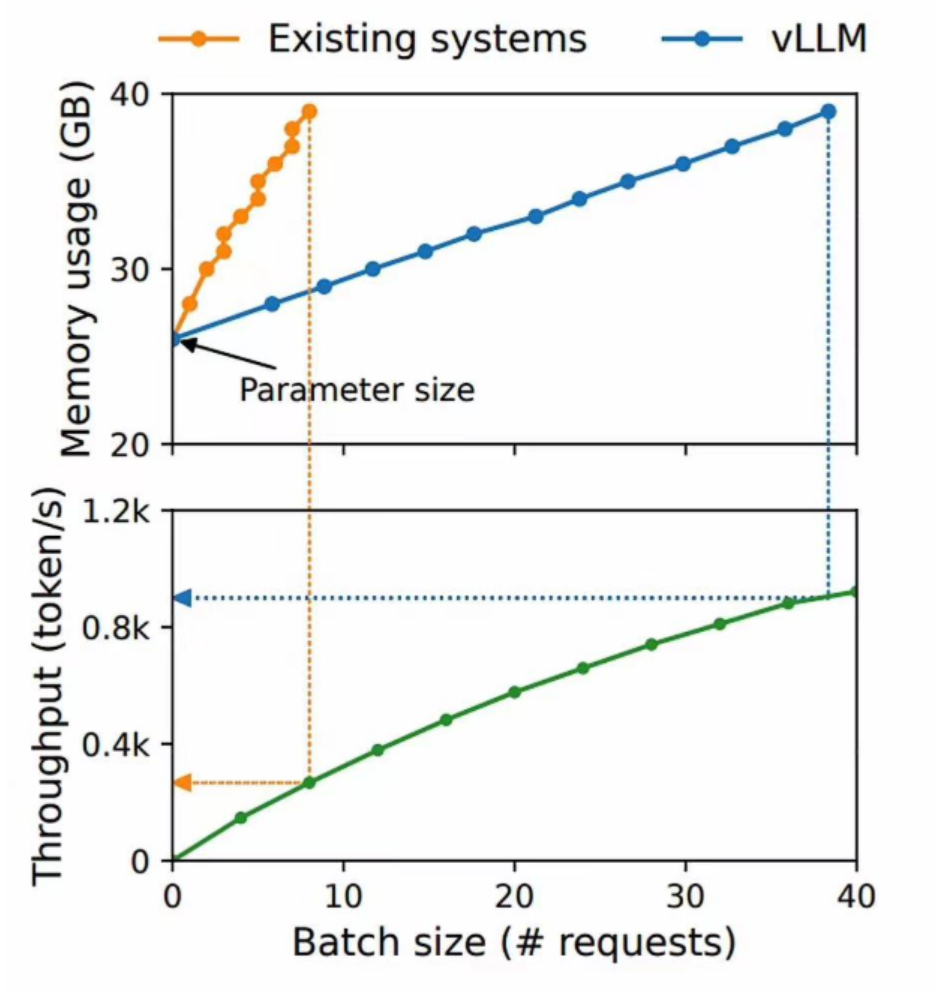 Existing systems
vLLM
Memory usage (GB)
40
30
20
Parameter size
Throughput (token/s)
1.2k
0.8k
0.4k
0
0
10
20
30
40
Batch size (# requests)